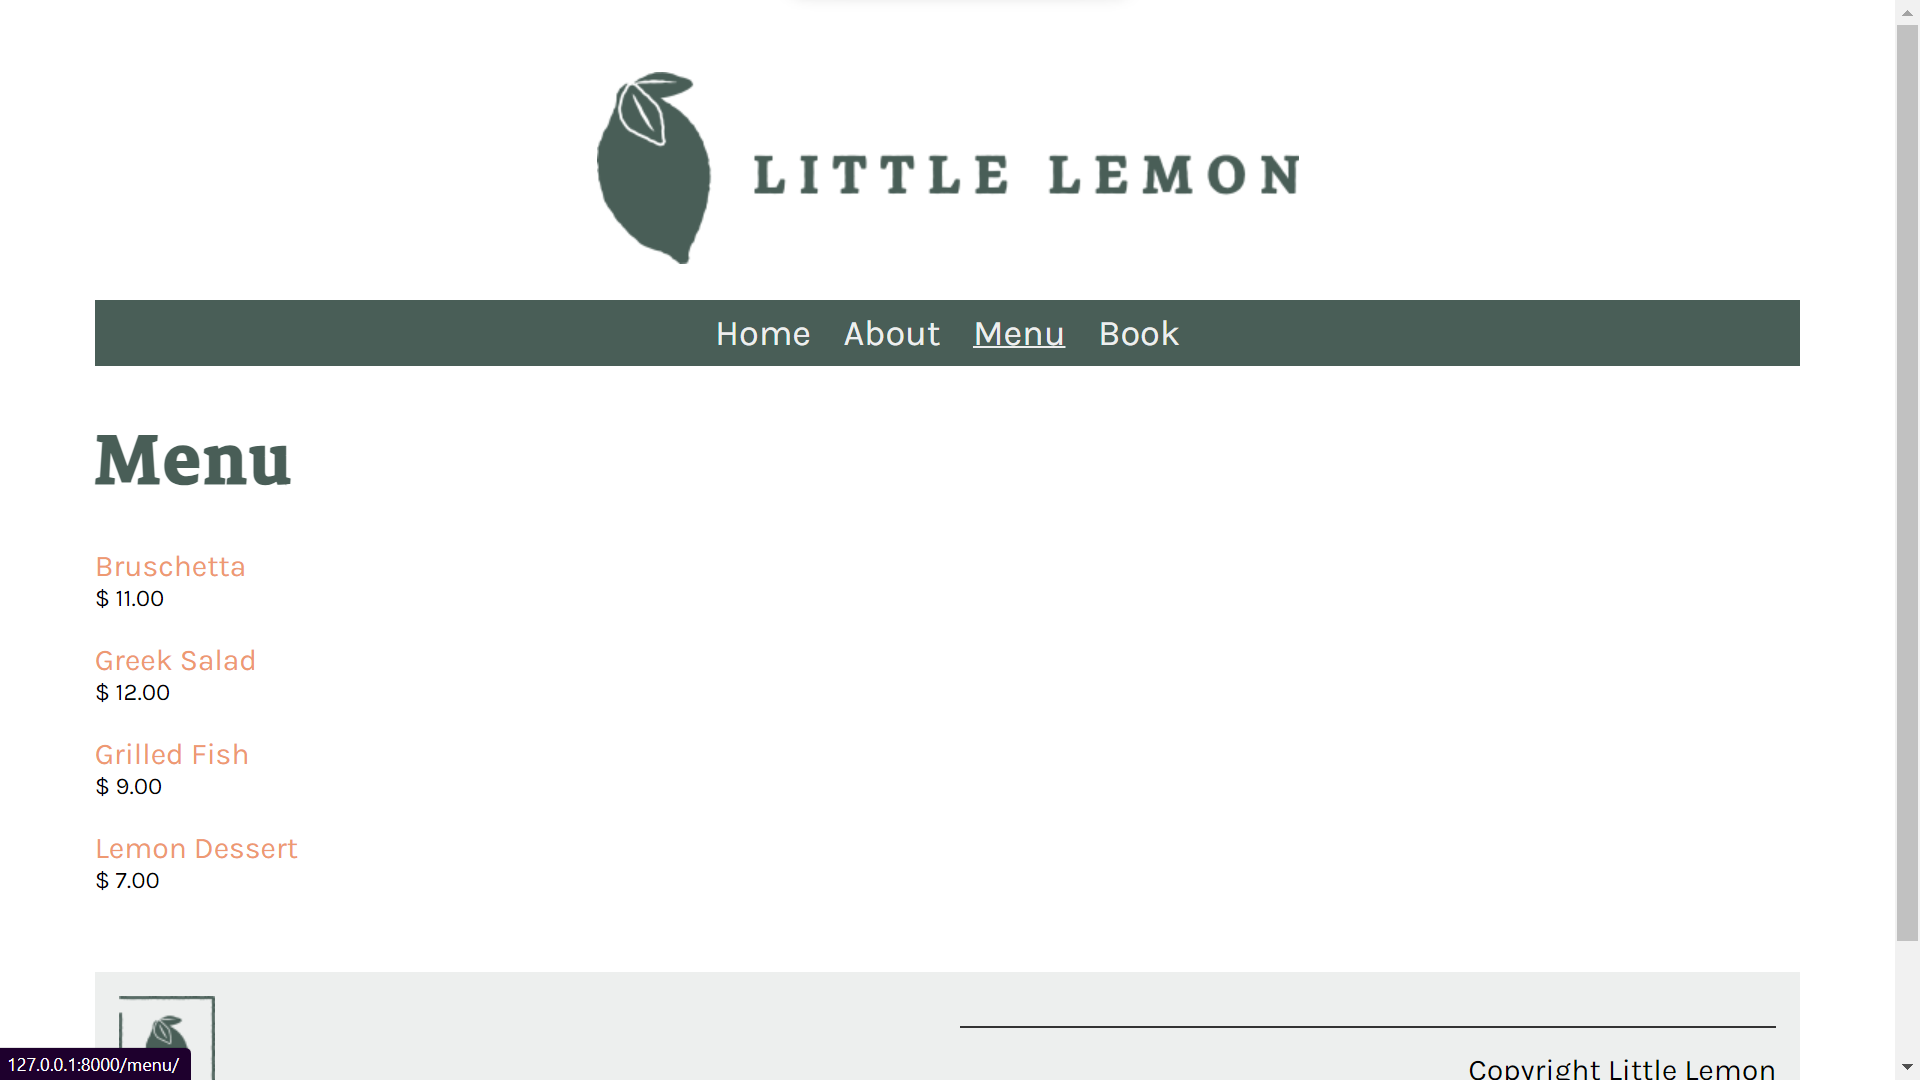 LITTLE LEMON
Home About Menu Book
Menu
Bruschetta
$ 11.00
Greek Salad
$ 12.00
Grilled Fish
$ 9.00
Lemon Dessert
$ 7.00
Copyright Little Lemon
127.0.0.1:8000/menu/